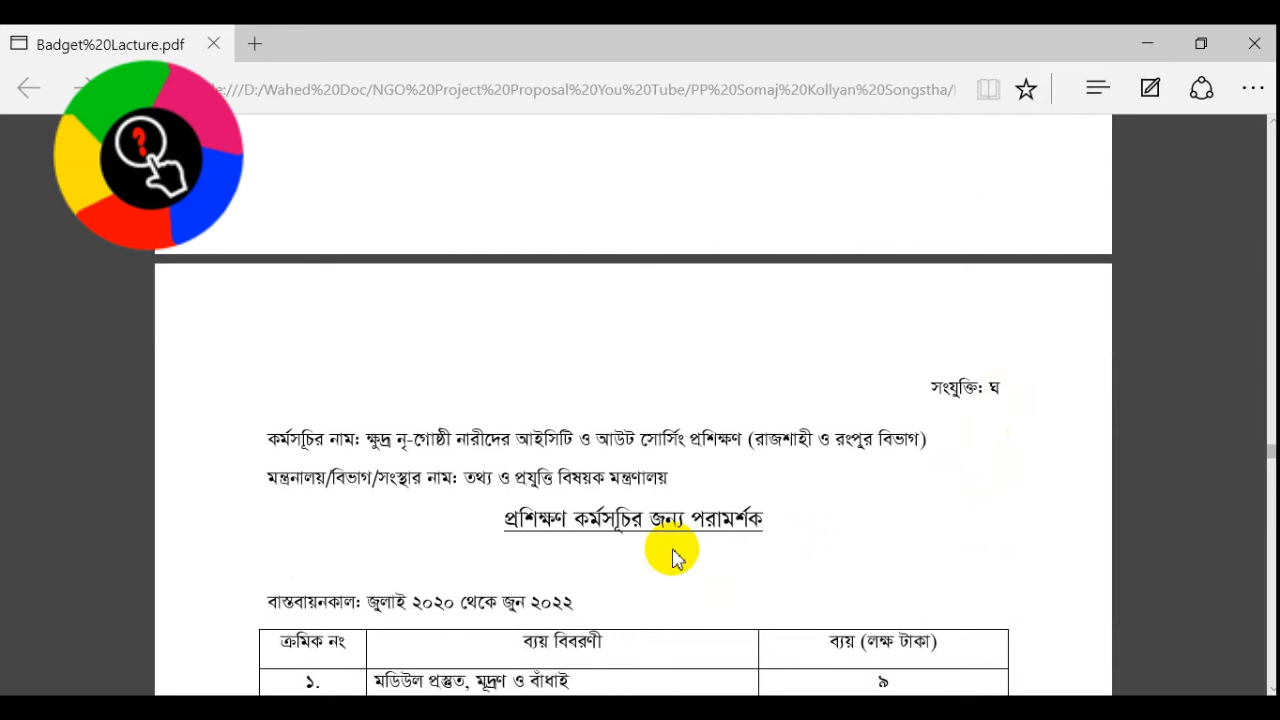 Badget%20Lacture.pdf
le:///D:/Wahed%20Doc/NGO%20Project%20Proposal%20You%20Tube/PP%20Somaj%20Kollyan%20Songstha/
সংযুক্তি: ঘ
কর্মসূচির নাম: ক্ষুদ্র নৃ-গোষ্ঠী নারীদের আইসিটি ও আউট সোর্সিং প্রশিক্ষণ (রাজশাহী ও রংপুর বিভাগ)
মন্ত্রনালয়/বিভাগ/সংস্থার নাম: তথ্য ও প্রযুত্তি বিষয়ক মন্ত্রণালয়
প্রশিক্ষণ কর্মসূচির জন্য পরামর্শক
বাস্তবায়নকাল: জুলাই ২০২০ থেকে জুন ২০২২
ক্রমিক নং ব্যয় বিবরণী ব্যয় (লক্ষ টাকা)
১. মডিউল প্রস্তুত, মূদ্রণ ও বাঁধাই ৯